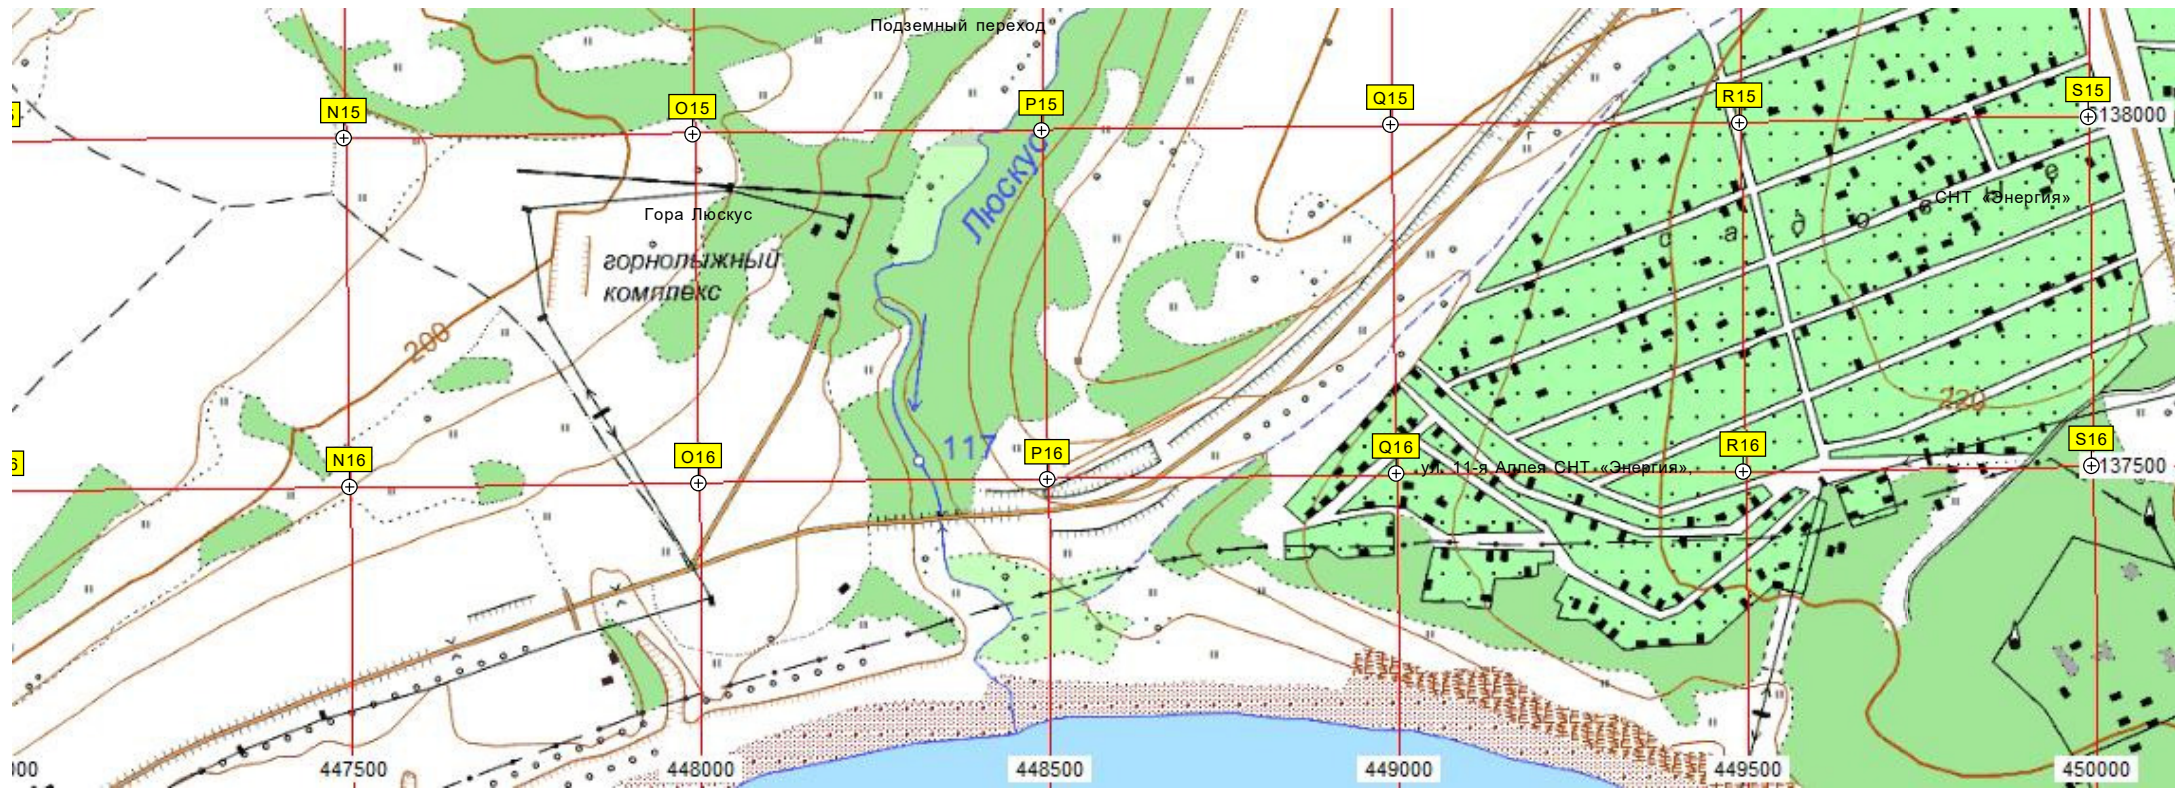 Подземный переход
N15
O15
P15
Q15
R15
S15
138000
Люскус
Гора Люскус
СНТ «Энергия»
с а д о в ы е
горнолыжный
комплекс
200
220
N16
O16
117
P16
Q16
ул. 11-я Аллея СНТ «Энергия»,
R16
S16
137500
447500
448000
448500
449000
449500
450000